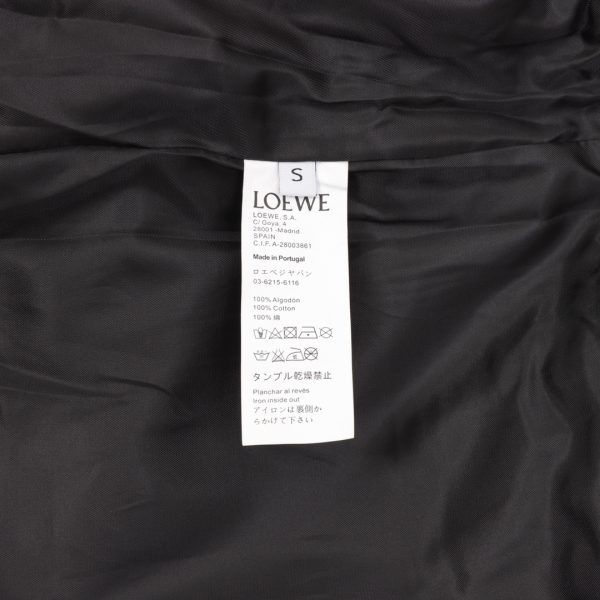 S
LOEWE
LOEWE, S.A.
C/ Goya, 4
28001 -Madrid
SPAIN
C.I.F. A-28003861
Made in Portugal
ロエベジャパン
03-6215-6116
100% Algodón
100% Cotton
100% 綿
タンブル乾燥禁止
Planchar al revés
Iron inside out
アイロンは裏側か
らかけて下さい